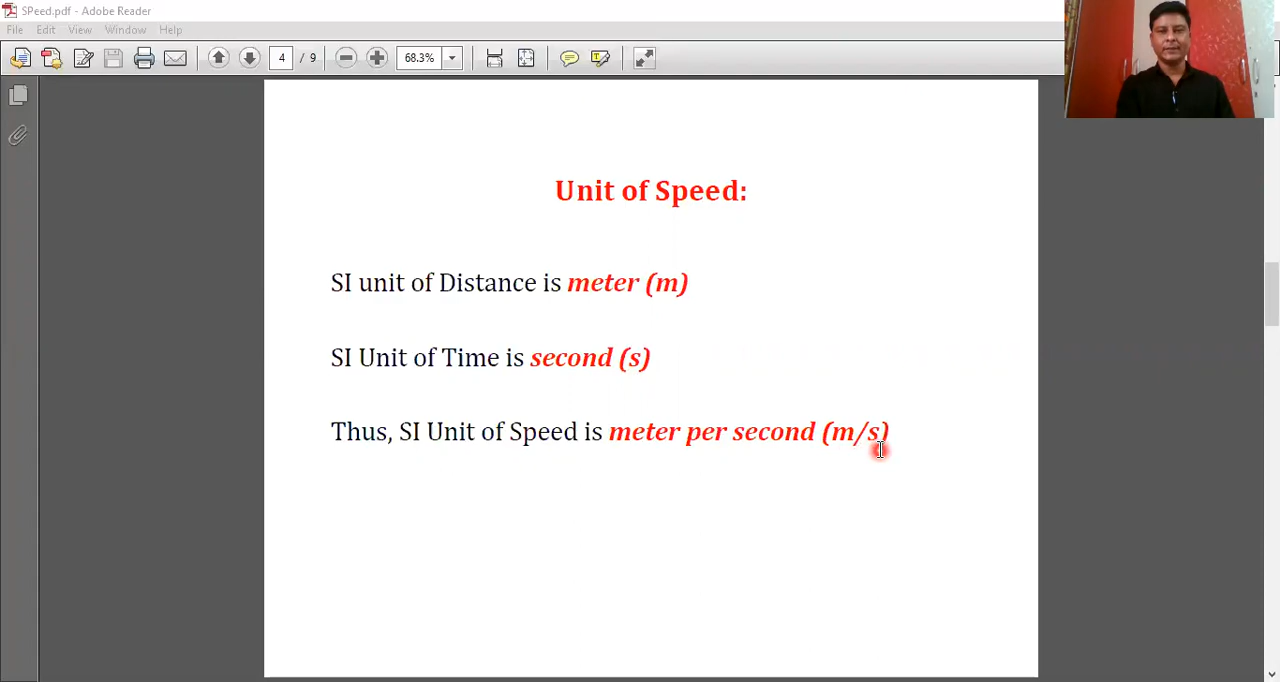 SPeed.pdf - Adobe Reader
File Edit View Window Help
4 / 9 68.3%
Unit of Speed:
SI unit of Distance is meter (m)
SI Unit of Time is second (s)
Thus, SI Unit of Speed is meter per second (m/s)